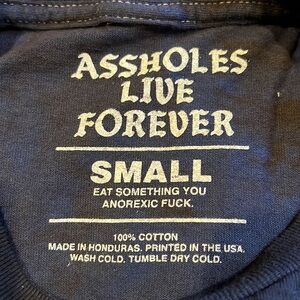 ASSHOLES
LIVE
FOREVER
SMALL
EAT SOMETHING YOU
ANOREXIC FUCK.
100% COTTON
MADE IN HONDURAS. PRINTED IN THE USA.
WASH COLD. TUMBLE DRY COLD.